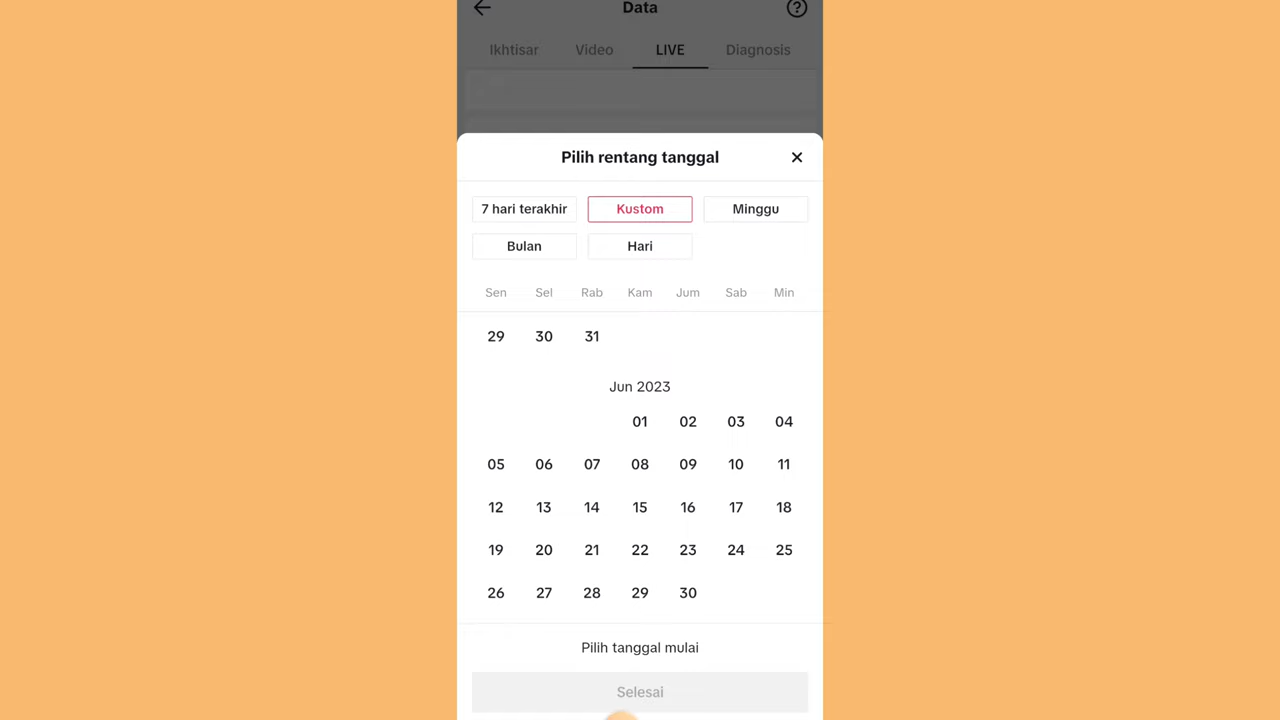 Data
Ikhtisar Video LIVE Diagnosis
Pilih rentang tanggal
7 hari terakhir Kustom Minggu
Bulan Hari
Sen Sel Rab Kam Jum Sab Min
29 30 31
Jun 2023
01 02 03 04
05 06 07 08 09 10 11
12 13 14 15 16 17 18
19 20 21 22 23 24 25
26 27 28 29 30
Pilih tanggal mulai
Selesai